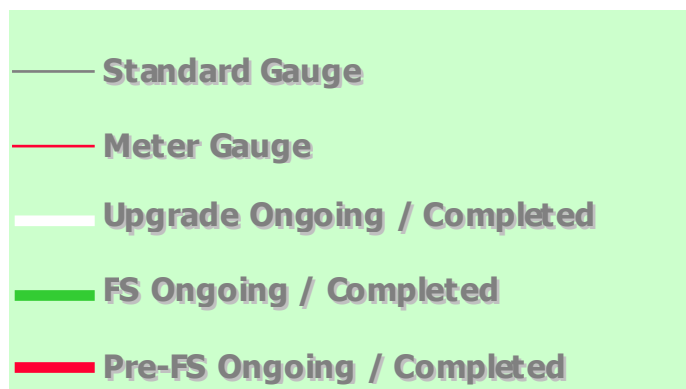 Standard Gauge
Meter Gauge
Upgrade Ongoing / Completed
FS Ongoing / Completed
Pre-FS Ongoing / Completed